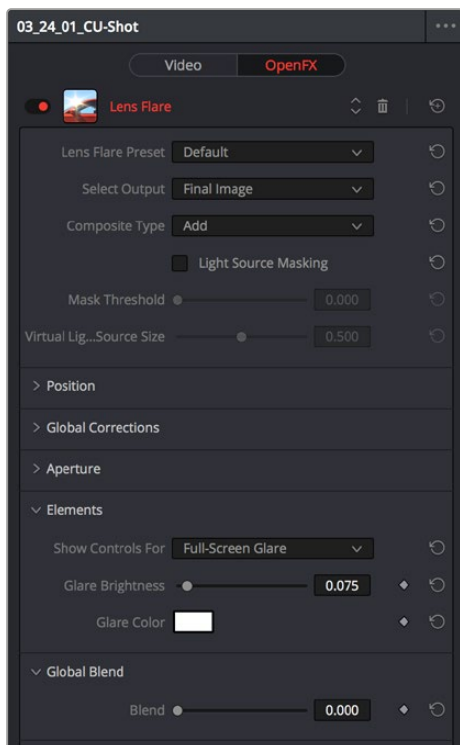 03_24_01_CU-Shot
Video OpenFX
Lens Flare
Lens Flare Preset Default
Select Output Final Image
Composite Type Add
Light Source Masking
Mask Threshold 0.000
Virtual Lig...Source Size 0.500
Position
Global Corrections
Aperture
Elements
Show Controls For Full-Screen Glare
Glare Brightness 0.075
Glare Color
Global Blend
Blend 0.000